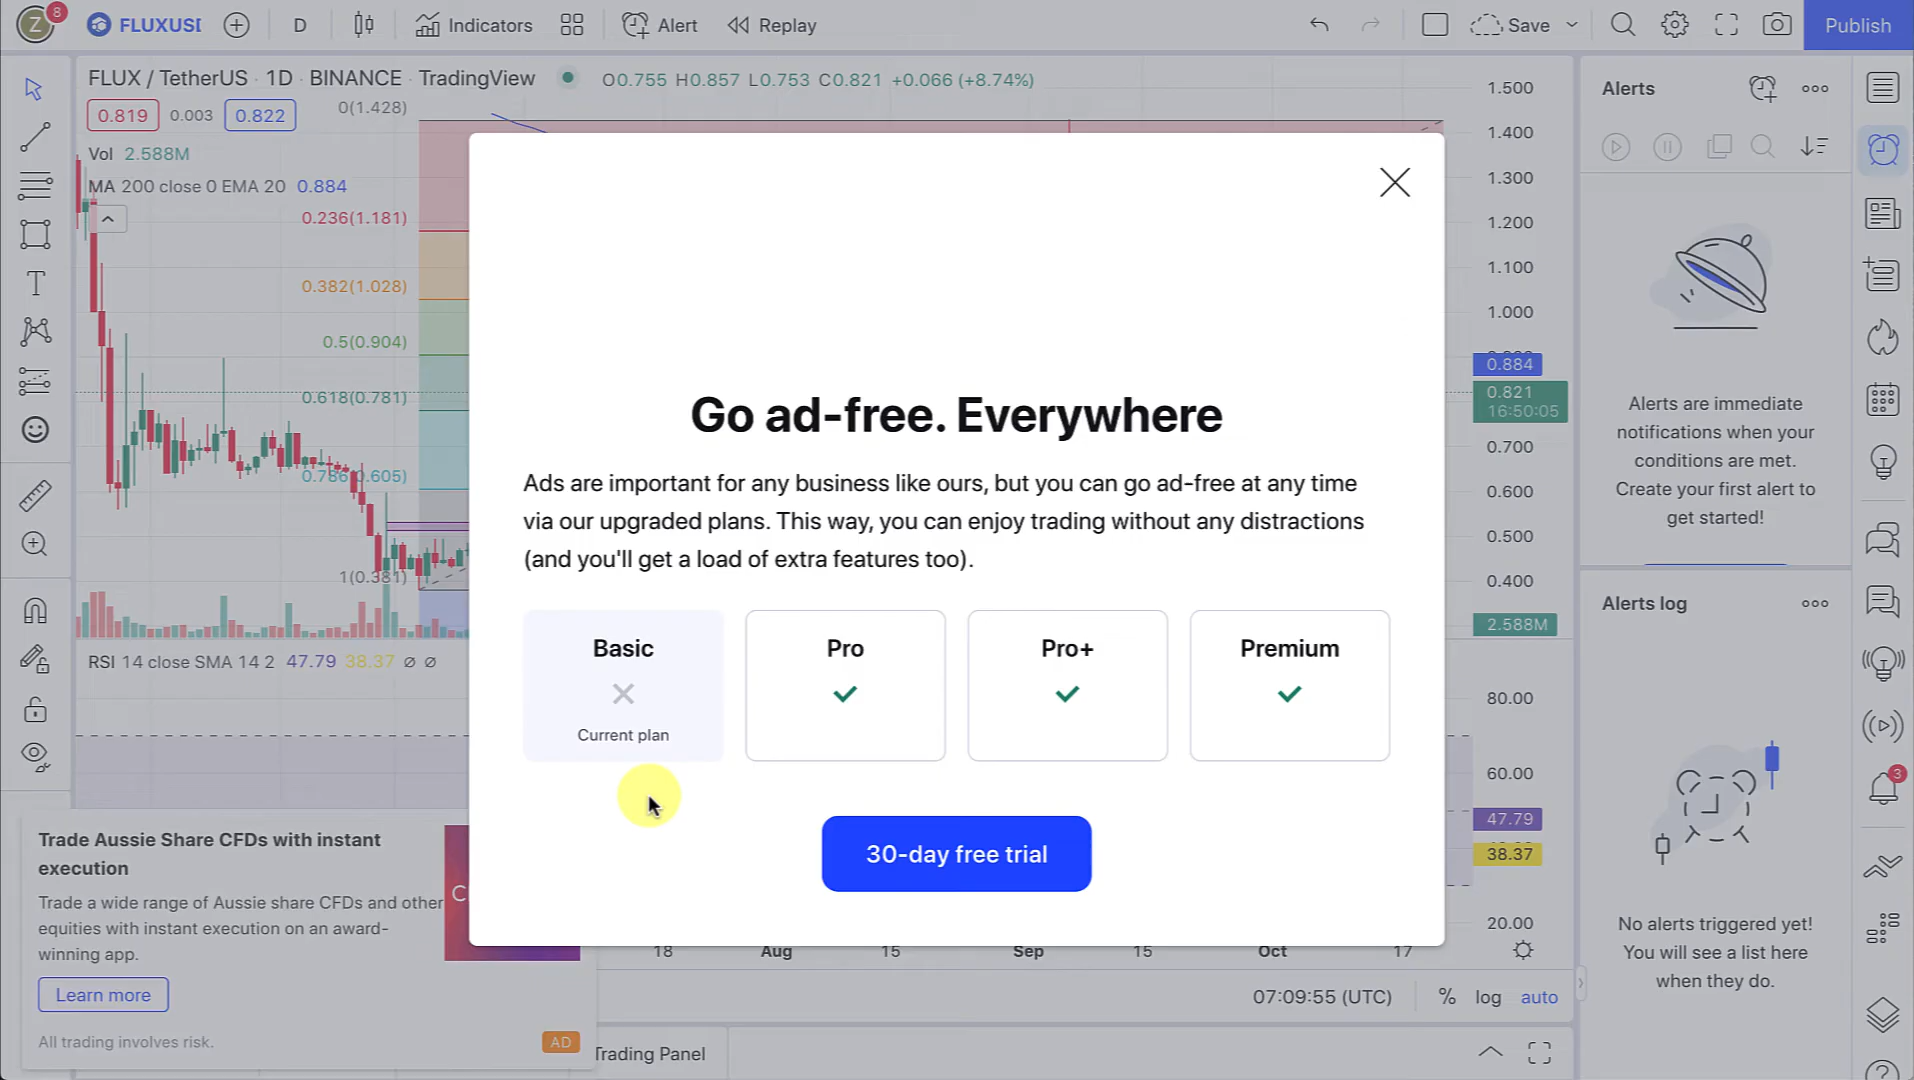 Z
8
FLUXUSI
D
Indicators
Alert
Replay
Save
Publish
FLUX / TetherUS · 1D · BINANCE · TradingView
O0.755 H0.857 L0.753 C0.821 +0.066 (+8.74%)
0.819
0.003
0.822
0(1.428)
Vol 2.588M
MA 200 close 0 EMA 20 0.884
0.236(1.181)
0.382(1.028)
0.5(0.904)
0.618(0.781)
0.786(0.605)
1(0.381)
RSI 14 close SMA 14 2 47.79 38.37 ∅ ∅
Go ad-free. Everywhere
Ads are important for any business like ours, but you can go ad-free at any time
via our upgraded plans. This way, you can enjoy trading without any distractions
(and you'll get a load of extra features too).
Basic
Current plan
Pro
Pro+
Premium
30-day free trial
1.500
1.400
1.300
1.200
1.100
1.000
0.884
0.821
16:50:05
0.700
0.600
0.500
0.400
2.588M
80.00
60.00
47.79
38.37
20.00
18
Aug
15
Sep
15
Oct
17
07:09:55 (UTC)
%
log
auto
Trading Panel
Trade Aussie Share CFDs with instant
execution
Trade a wide range of Aussie share CFDs and other
equities with instant execution on an award-
winning app.
Learn more
All trading involves risk.
AD
C
Alerts
Alerts are immediate
notifications when your
conditions are met.
Create your first alert to
get started!
Alerts log
No alerts triggered yet!
You will see a list here
when they do.
3